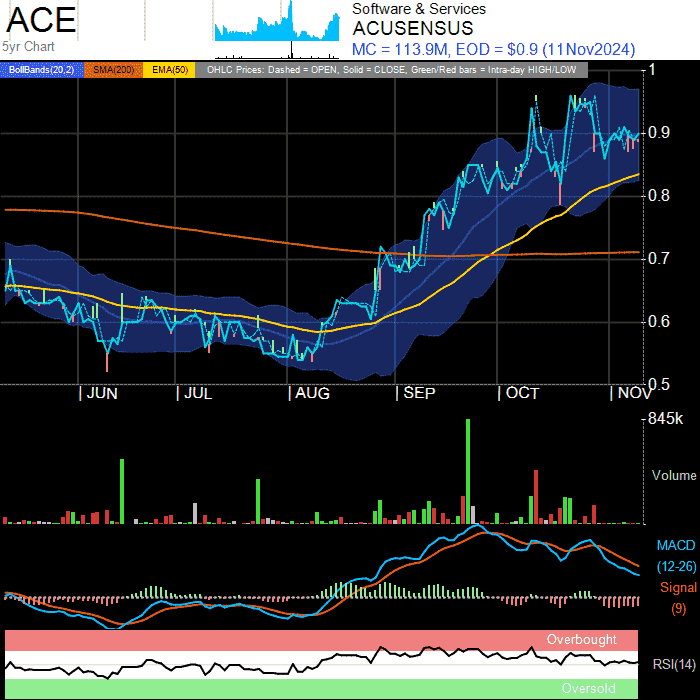 ACE
5yr Chart
Software & Services
ACUSENSUS
MC = 113.9M, EOD = $0.9 (11Nov2024)
BollBands(20,2) SMA(200) EMA(50) OHLC Prices: Dashed = OPEN, Solid = CLOSE, Green/Red bars = Intra-day HIGH/LOW
1
0.9
0.8
0.7
0.6
0.5
JUN JUL AUG SEP OCT NOV
845k
Volume
MACD
(12-26)
Signal
(9)
Overbought
RSI(14)
Oversold